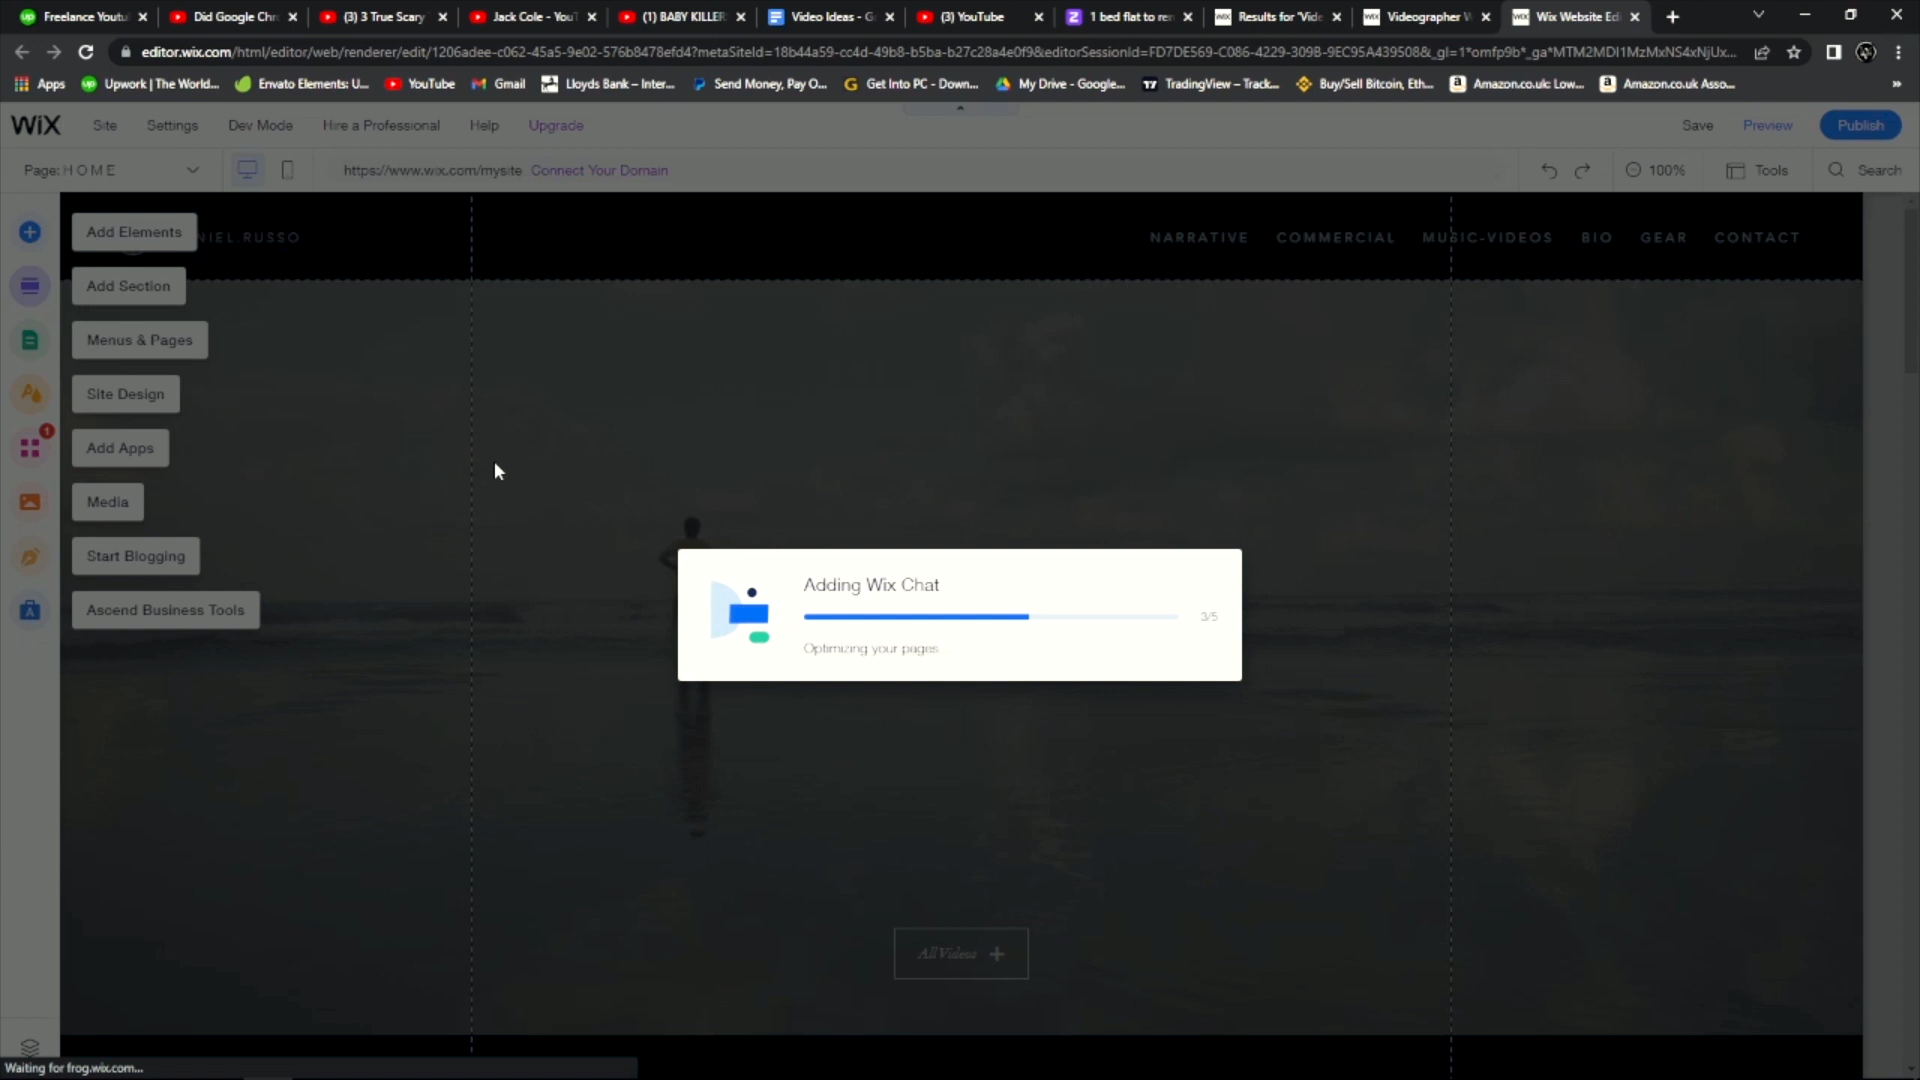 Freelance Youtu
Did Google Chr
(3) 3 True Scary
Jack Cole - YouT
(1) BABY KILLER
Video Ideas - G
(3) YouTube
1 bed flat to re
Results for 'Vide
Videographer W
Wix Website Edi
editor.wix.com/html/editor/web/renderer/edit/1206adee-c062-45a5-9e02-576b8478efd4?metaSiteId=18b44a59-cc4d-49b8-b5ba-b27c28a4e0f9&editorSessionId=FD7DE569-C086-4229-309B-9EC95A439508&_gl=1*omfp9b*_ga*MTM2MDI1MzMxNS4xNjUx...
Apps
Upwork | The World...
Envato Elements: U...
YouTube
Gmail
Lloyds Bank – Inter...
Send Money, Pay O...
Get Into PC - Down...
My Drive - Google...
TradingView – Track...
Buy/Sell Bitcoin, Eth...
Amazon.co.uk: Low...
Amazon.co.uk Asso...
»
WiX
Site
Settings
Dev Mode
Hire a Professional
Help
Upgrade
Save
Preview
Publish
Page: H O M E
https://www.wix.com/mysite Connect Your Domain
100%
Tools
Search
Add Elements
NIEL.RUSSO
NARRATIVE
COMMERCIAL
MUSIC-VIDEOS
BIO
GEAR
CONTACT
Add Section
Menus & Pages
Site Design
1
Add Apps
Media
Start Blogging
Ascend Business Tools
Adding Wix Chat
3/5
Optimizing your pages
All Videos +
Waiting for frog.wix.com...